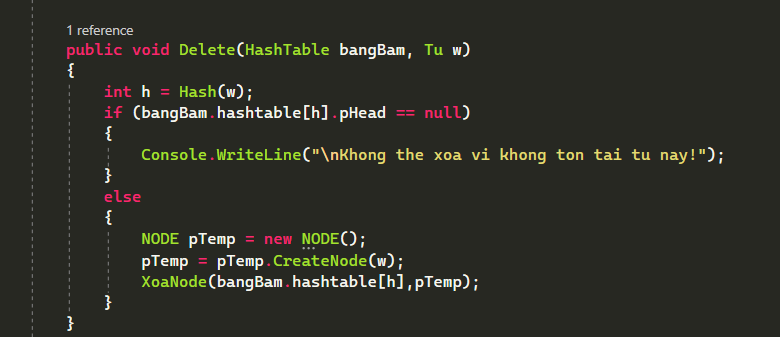 1 reference
public void Delete(HashTable bangBam, Tu w)
{
int h = Hash(w);
if (bangBam.hashtable[h].pHead == null)
{
Console.WriteLine("\nKhong the xoa vi khong ton tai tu nay!");
}
else
{
NODE pTemp = new NODE();
pTemp = pTemp.CreateNode(w);
XoaNode(bangBam.hashtable[h],pTemp);
}
}